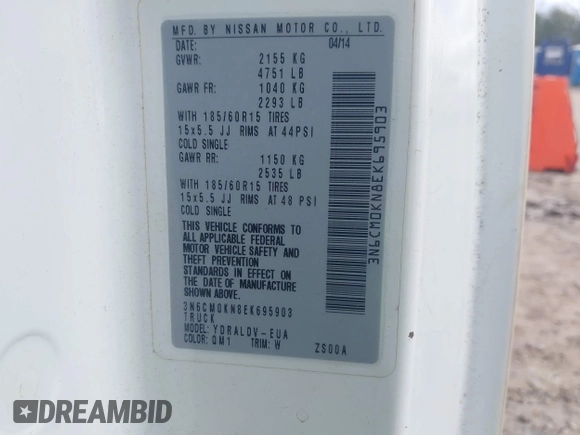 MFD. BY NISSAN MOTOR CO., LTD.
DATE: 04/14
GVWR: 2155 KG
4751 LB
GAWR FR: 1040 KG
2293 LB
WITH 185/60R15 TIRES
15x5.5 JJ RIMS AT 44PSI
COLD SINGLE
GAWR RR: 1150 KG
2535 LB
WITH 185/60R15 TIRES
15x5.5 JJ RIMS AT 48 PSI
COLD SINGLE
THIS VEHICLE CONFORMS TO
ALL APPLICABLE FEDERAL
MOTOR VEHICLE SAFETY AND
AND THEFT PREVENTION
STANDARDS IN EFFECT ON
THE DATE OF MANUFACTURE
SHOWN ABOVE.
3N6CM0KN8EK695903
TRUCK
MODEL: YDRALDV-EUA
COLOR: QM1 TRIM: W ZS00A
3N6CM0KN8EK695903
DREAMBID